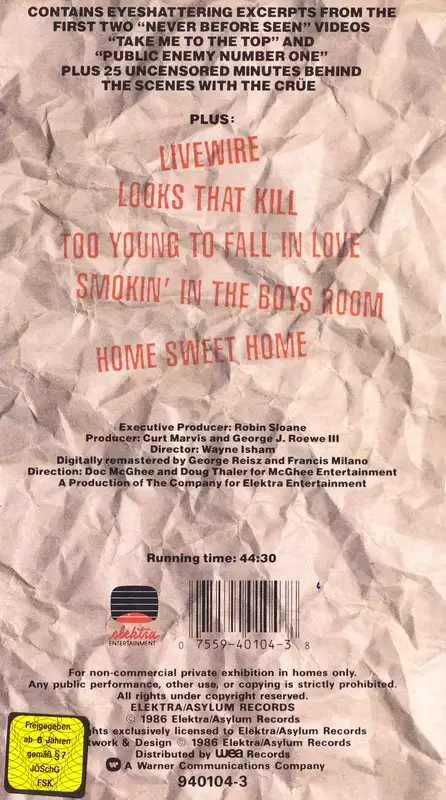 CONTAINS EYESHATTERING EXCERPTS FROM THE
FIRST TWO “NEVER BEFORE SEEN” VIDEOS
“TAKE ME TO THE TOP” AND
“PUBLIC ENEMY NUMBER ONE”
PLUS 25 UNCENSORED MINUTES BEHIND
THE SCENES WITH THE CRÜE
PLUS:
LIVEWIRE
LOOKS THAT KILL
TOO YOUNG TO FALL IN LOVE
SMOKIN' IN THE BOYS ROOM
HOME SWEET HOME
Executive Producer: Robin Sloane
Producer: Curt Marvis and George J. Roewe III
Director: Wayne Isham
Digitally remastered by George Reisz and Francis Milano
Direction: Doc McGhee and Doug Thaler for McGhee Entertainment
A Production of The Company for Elektra Entertainment
Running time: 44:30
elektra
ENTERTAINMENT
0 7559-40104-3 8
For non-commercial private exhibition in homes only.
Any public performance, other use, or copying is strictly prohibited.
All rights under copyright reserved.
ELEKTRA/ASYLUM RECORDS
© 1986 Elektra/Asylum Records
ghts exclusively licensed to Elektra/Asylum Records
twork & Design © 1986 Elektra/Asylum Records
Distributed by wea Records
A Warner Communications Company
940104-3
Freigegeben
ab 6 Jahren
gemäß § 7
JÖSchG
FSK